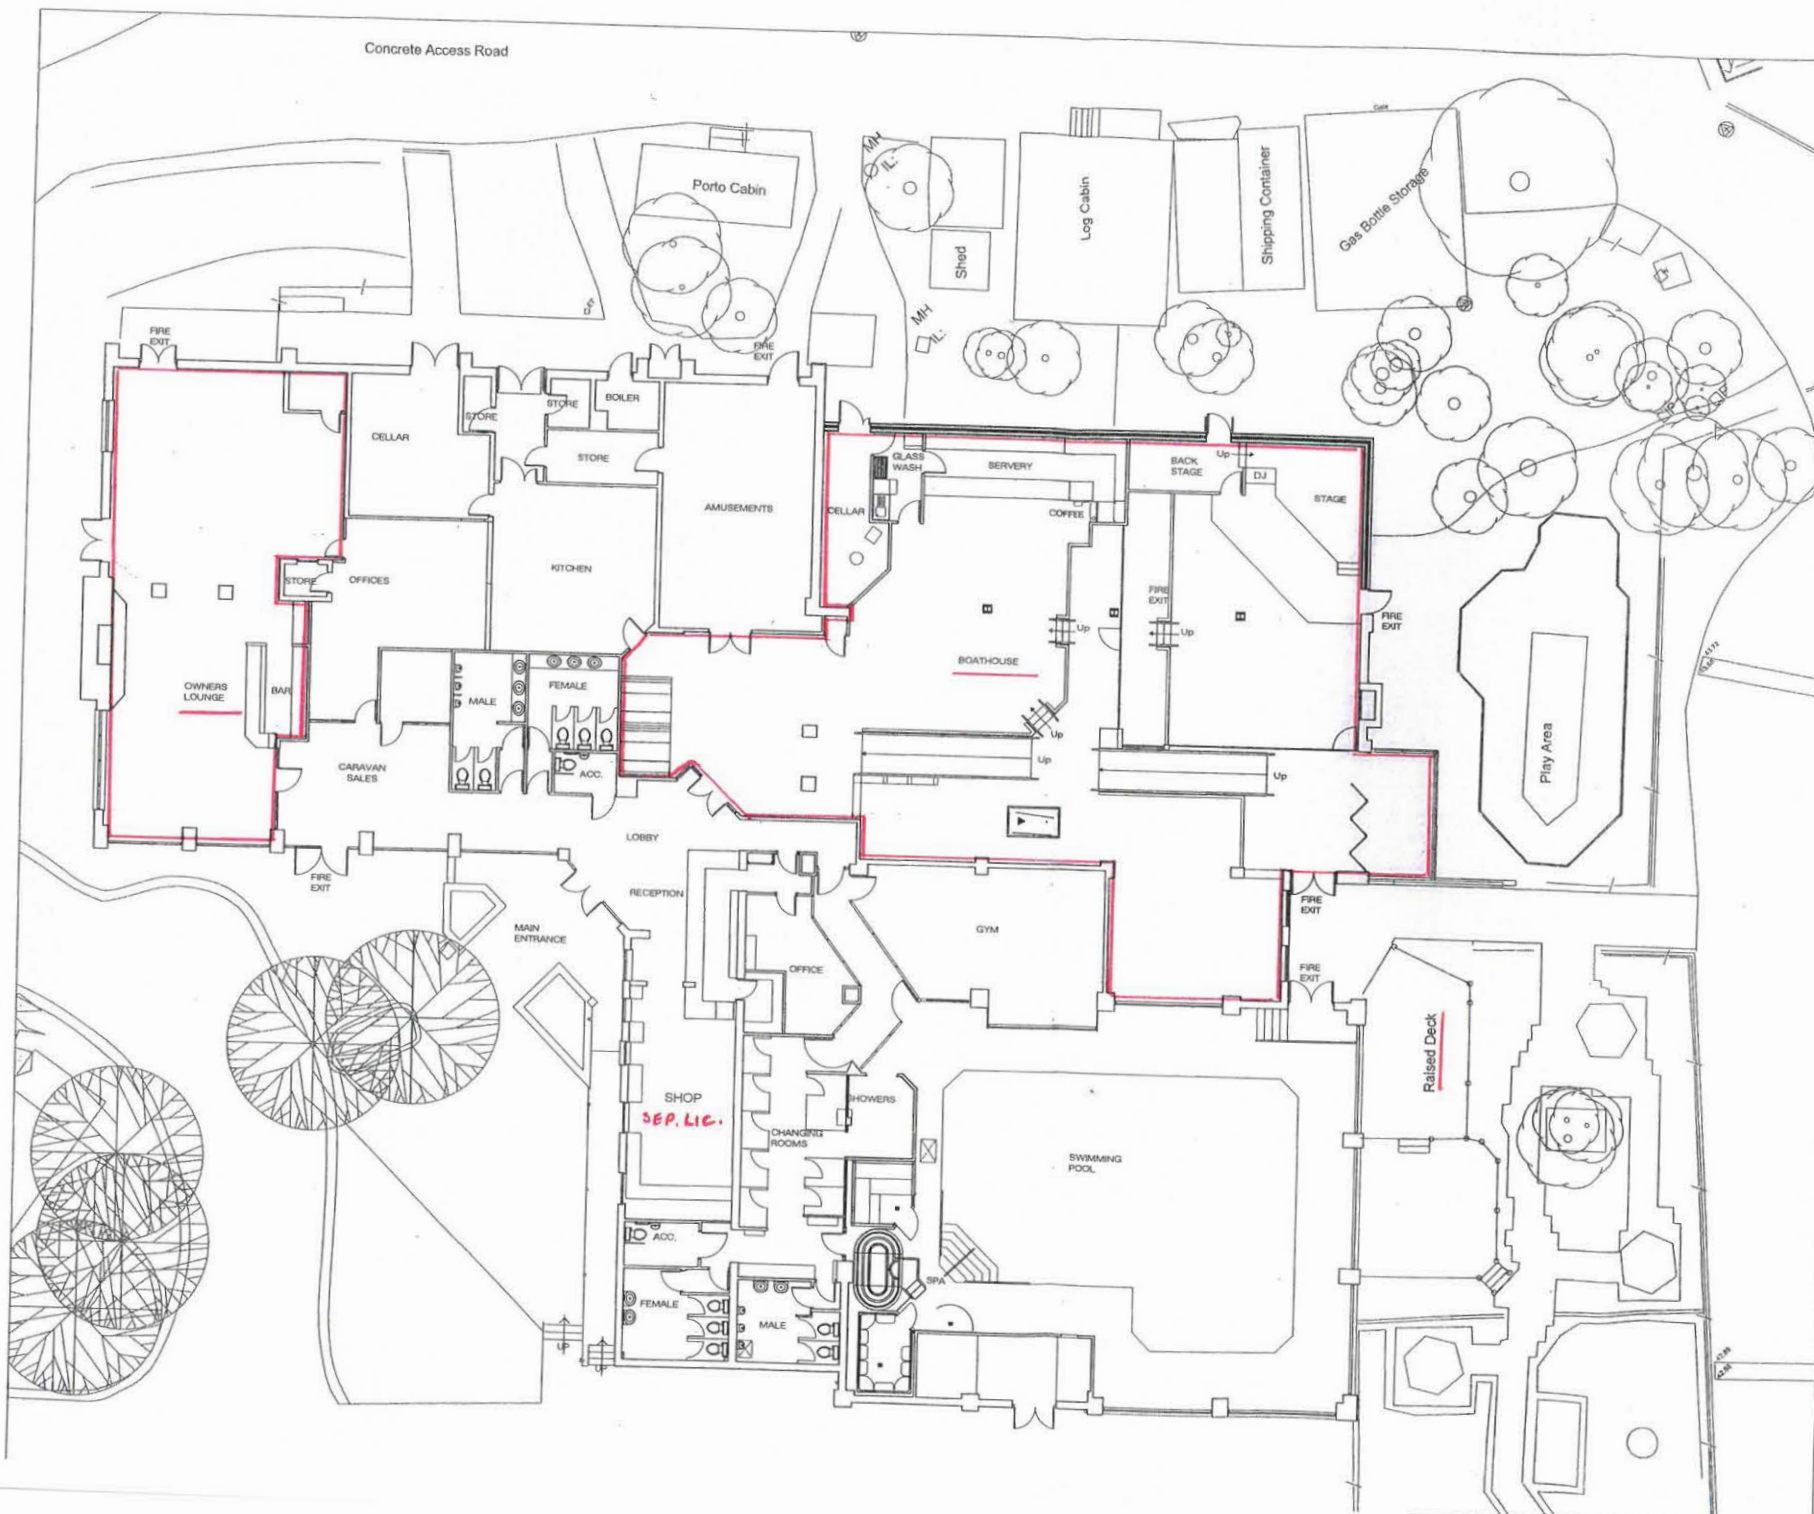 Concrete Access Road
MH
IL:
Porto Cabin
Shed
Log Cabin
Shipping Container
Gas Bottle Storage
Gate
MH
IL:
FIRE
EXIT
FIRE
EXIT
STORE
STORE
BOILER
CELLAR
STORE
AMUSEMENTS
GLASS
WASH
SERVERY
BACK
STAGE
Up
DJ
STAGE
CELLAR
COFFEE
KITCHEN
STORE
OFFICES
FIRE
EXIT
FIRE
EXIT
Up
Up
BOATHOUSE
OWNERS
LOUNGE
BAR
MALE
FEMALE
Up
Up
Up
ACC.
CARAVAN
SALES
Play Area
LOBBY
FIRE
EXIT
RECEPTION
FIRE
EXIT
MAIN
ENTRANCE
GYM
OFFICE
FIRE
EXIT
Raised Deck
SHOP
SEP. LIC.
SHOWERS
CHANGING
ROOMS
SWIMMING
POOL
ACC.
SPA
FEMALE
MALE
UP
UP